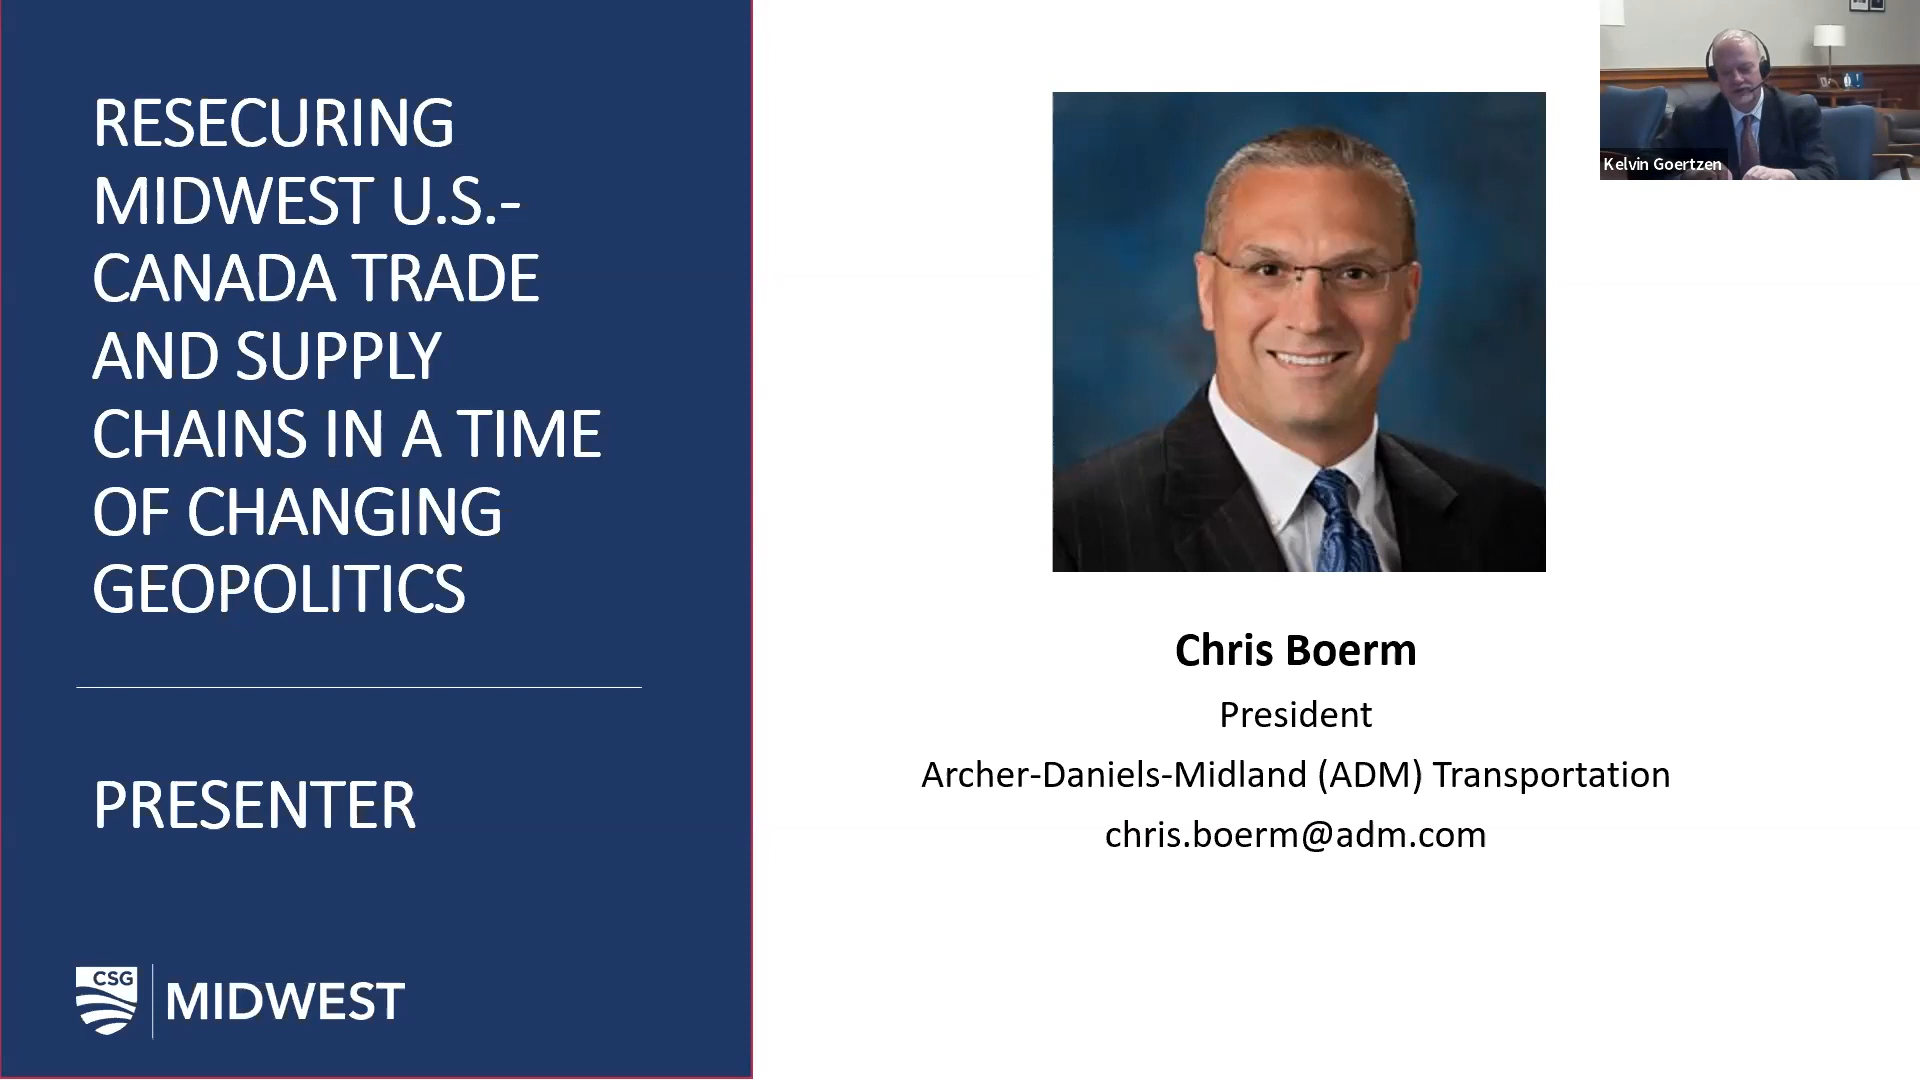 RESECURING
MIDWEST U.S.-
CANADA TRADE
AND SUPPLY
CHAINS IN A TIME
OF CHANGING
GEOPOLITICS
PRESENTER
CSG
MIDWEST
Chris Boerm
President
Archer-Daniels-Midland (ADM) Transportation
chris.boerm@adm.com
Kelvin Goertzen